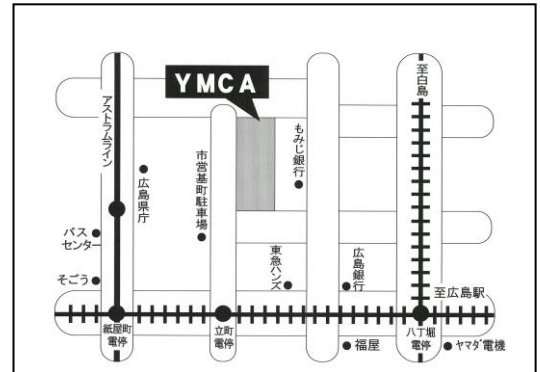 YMCA
至白島
アストラムライン
もみじ銀行
市営基町駐車場
広島県庁
バス
センター
そごう
東急ハンズ
広島銀行
至広島駅
紙屋町
電停
立町
電停
八丁堀
電停
福屋
ヤマダ電機